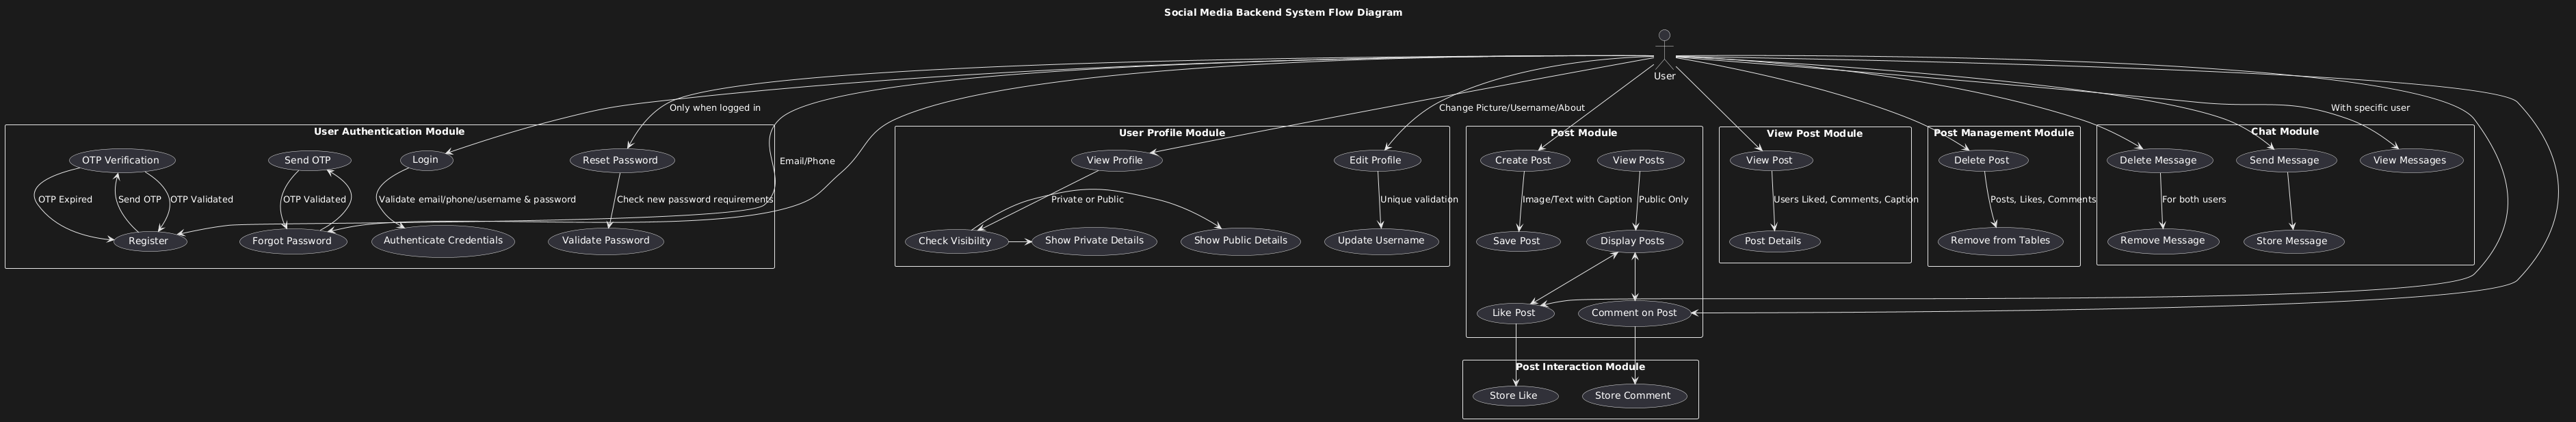 Social Media Backend System Flow Diagram
User
Only when logged in
Change Picture/Username/About
With specific user
User Authentication Module
OTP Verification
Send OTP
Login
Reset Password
Email/Phone
OTP Expired
Send OTP
OTP Validated
OTP Validated
Validate email/phone/username & password
Check new password requirements
Register
Forgot Password
Authenticate Credentials
Validate Password
User Profile Module
View Profile
Edit Profile
Private or Public
Unique validation
Check Visibility
Show Private Details
Show Public Details
Update Username
Post Module
Create Post
View Posts
Image/Text with Caption
Public Only
Save Post
Display Posts
Like Post
Comment on Post
View Post Module
View Post
Users Liked, Comments, Caption
Post Details
Post Management Module
Delete Post
Posts, Likes, Comments
Remove from Tables
Chat Module
Delete Message
Send Message
View Messages
For both users
Remove Message
Store Message
Post Interaction Module
Store Like
Store Comment